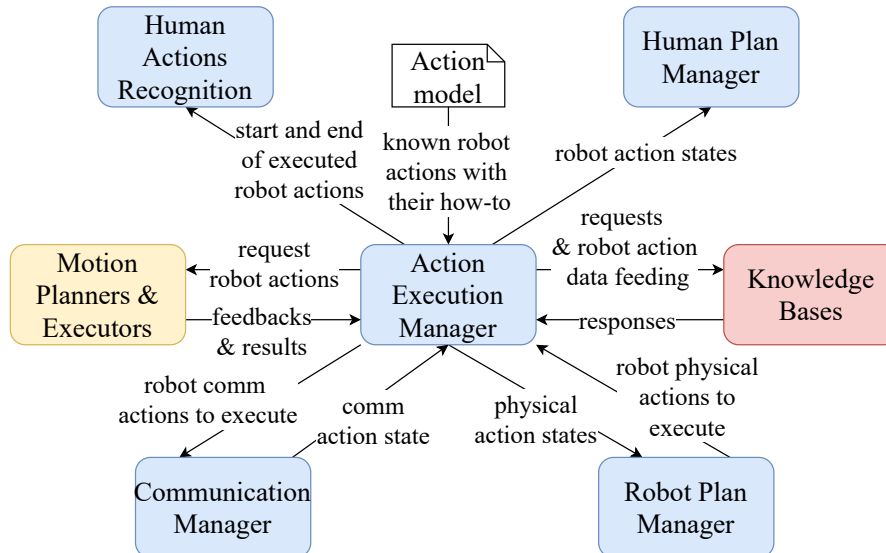 Human
Actions
Recognition
Action
model
Human Plan
Manager
start and end
of executed
robot actions
known robot
actions with
their how-to
robot action states
requests
& robot action
data feeding
request
robot actions
Motion
Planners &
Executors
Action
Execution
Manager
Knowledge
Bases
feedbacks
& results
responses
robot comm
actions to execute
comm
action state
physical
action states
robot physical
actions to
execute
Communication
Manager
Robot Plan
Manager